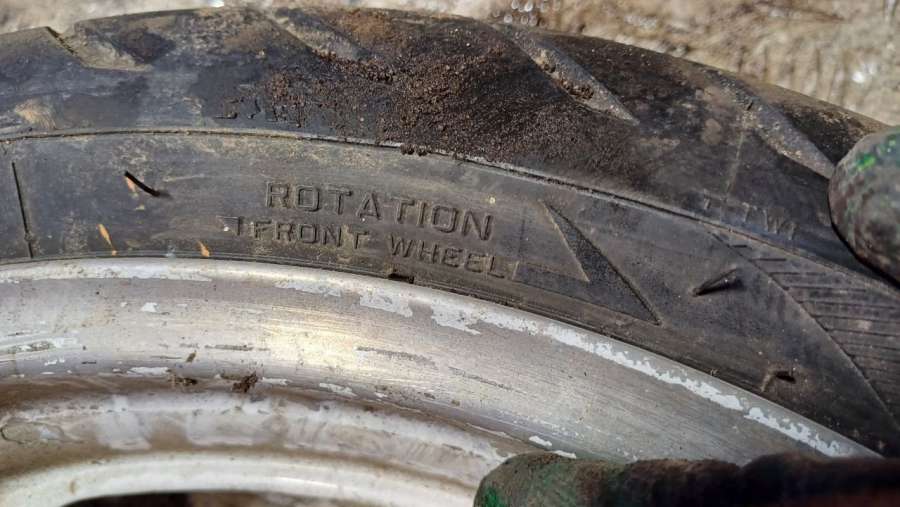 ROTATION
FRONT WHEEL